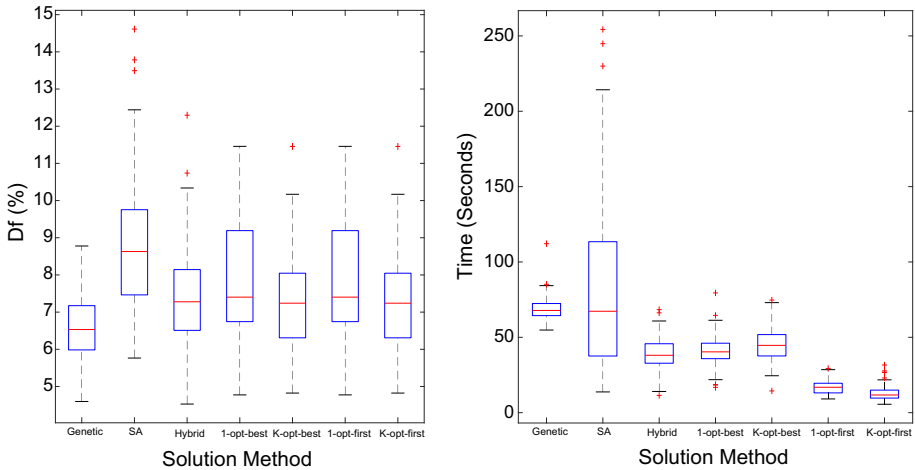 15
14
13
12
11
10
9
8
7
6
5
Df (%)
Genetic SA Hybrid 1-opt-best K-opt-best 1-opt-first K-opt-first
Solution Method
250
200
150
100
50
0
Time (Seconds)
Genetic SA Hybrid 1-opt-best K-opt-best 1-opt-first K-opt-first
Solution Method